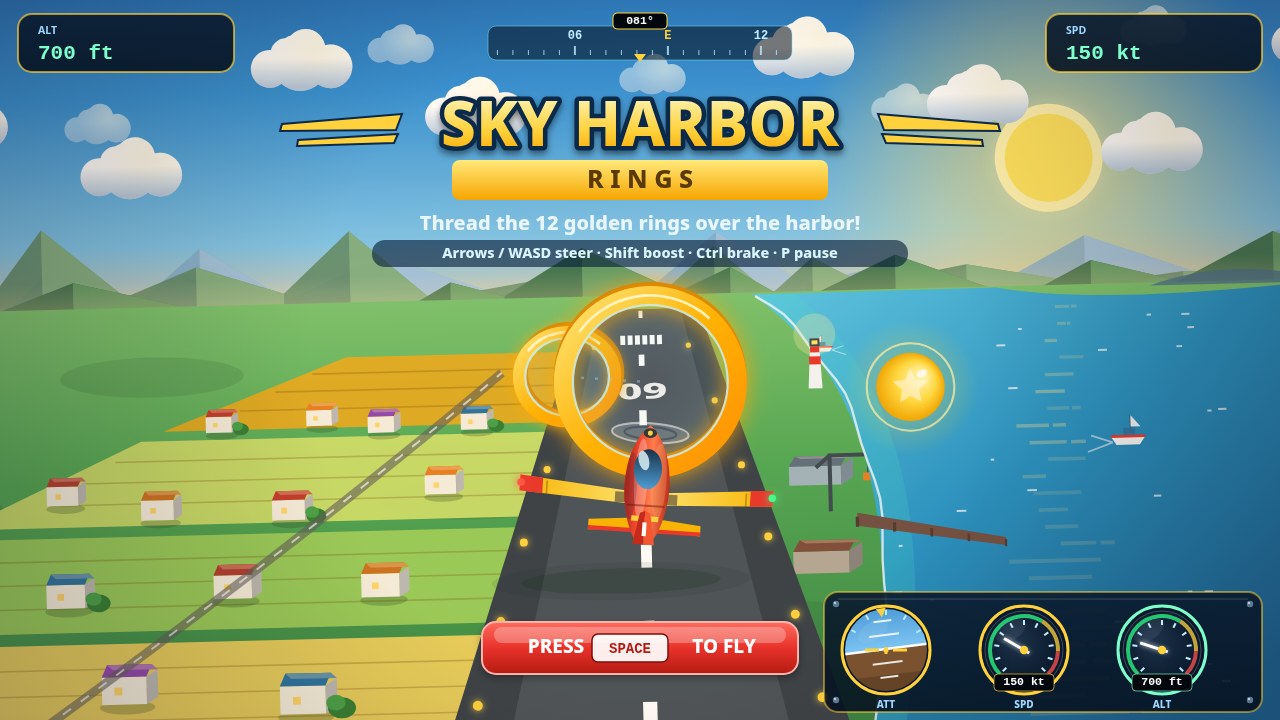 ALT
700 ft
081°
06 E 12
SPD
150 kt
SKY HARBOR
RINGS
Thread the 12 golden rings over the harbor!
Arrows / WASD steer · Shift boost · Ctrl brake · P pause
09
PRESS SPACE TO FLY
150 kt
700 ft
ATT
SPD
ALT